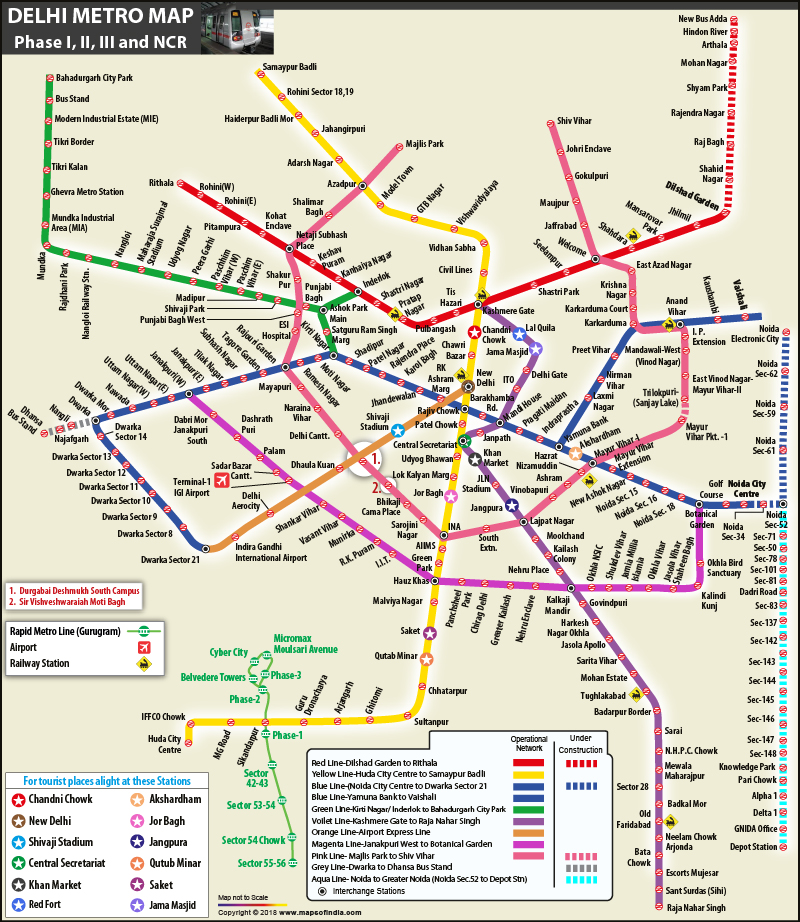 DELHI METRO MAP
Phase I, II, III and NCR
New Bus Adda
Hindon River
Arthala
Mohan Nagar
Shyam Park
Rajendra Nagar
Raj Bagh
Shahid
Nagar
Dilshad Garden
Jhilmil
Mansarovar
Park
Shahdara
Welcome
Seelampur
Shastri Park
Kashmere Gate
Tis
Hazari
Pulbangash
Pratap
Nagar
Shastri Nagar
Inderlok
Kanhaiya Nagar
Keshav
Puram
Netaji Subhash
Place
Kohat
Enclave
Pitampura
Rohini(E)
Rohini(W)
Rithala
Samaypur Badli
Rohini Sector 18,19
Haiderpur Badli Mor
Jahangirpuri
Adarsh Nagar
Azadpur
Model Town
GTB Nagar
Vichwaridyalaya
Vidhan Sabha
Civil Lines
Chandni
Chowk
Chawri
Bazar
New
Delhi
RK
Ashram
Marg
Rajiv Chowk
Patel Chowk
Central Secretariat
Udyog Bhawan
Lok Kalyan Marg
Jor Bagh
INA
AIIMS
Green
Park
Hauz Khas
Malviya Nagar
Saket
Qutab Minar
Chhatarpur
Sultanpur
Ghitorni
Arjangarh
Guru
Dronacharya
Sikandarpur
MG Road
IFFCO Chowk
Huda City
Centre
Bahadurgarh City Park
Bus Stand
Modern Industrial Estate (MIE)
Tikri Border
Tikri Kalan
Ghevra Metro Station
Mundka Industrial
Area (MIA)
Mundka
Rajdhani Park
Nangloi Railway Stn.
Nangloi
Maharaja Surajmal
Stadium
Udyog Nagar
Peera Garhi
Paschim
Vihar (W)
Paschim
Vihar (E)
Madipur
Shivaji Park
Punjabi Bagh West
Ashok Park
Main
Satguru Ram Singh
Marg
Kirti Nagar
Majlis Park
Shalimar
Bagh
Shakur
Pur
Punjabi
Bagh
ESI
Hospital
Rajouri Garden
Mayapuri
Naraina
Vihar
Delhi Cantt.
1.
2.
Bhikaji
Cama Place
Sarojini
Nagar
South
Extn.
Lajpat Nagar
Vinobapuri
Ashram
Nizamuddin
Mayur Vihar -I
Mayur
Vihar Pkt. -1
Trilokpuri-
(Sanjay Lake)
East Vinod Nagar-
Mayur Vihar-II
Mandawali-West
(Vinod Nagar)
I. P.
Extension
Anand
Vihar
Karkarduma
Karkarduma Court
Krishna
Nagar
East Azad Nagar
Jaffrabad
Maujpur
Gokulpuri
Johri Enclave
Shiv Vihar
Kaushambi
Vaishali
Preet Vihar
Nirman
Vihar
Laxmi
Nagar
Yamuna Bank
Akshardham
Hazrat
Indraprastha
Pragati Maidan
Mandi House
Barakhamba
Rd.
Jhandewalan
Karol Bagh
Rajendra Place
Patel Nagar
Shadipur
Moti Nagar
Ramesh Nagar
Tagore Garden
Subhash Nagar
Tilak Nagar
Janakpuri(E)
Janakpuri(W)
Uttam Nagar(E)
Uttam Nagar(W)
Nawada
Dwarka Mor
Dwarka
Nangli
Najafgarh
Dhansa
Bus Stand
Dwarka
Sector 14
Dwarka Sector 13
Dwarka Sector 12
Dwarka Sector 11
Dwarka Sector 10
Dwarka Sector 9
Dwarka Sector 8
Dwarka Sector 21
Indira Gandhi
International Airport
Delhi
Aerocity
Dhaula Kuan
Shivaji
Stadium
Dabri Mor
Janakpuri
South
Dashrath
Puri
Palam
Sadar Bazar
Cantt.
Terminal-1
IGI Airport
Shankar Vihar
Vasant Vihar
Munirka
R.K. Puram
I.I.T.
Panchsheel
Park
Chirag Delhi
Greater Kailash
Nehru Enclave
Nehru Place
Kalkaji
Mandir
Okhla NSIC
Shukhdev Vihar
Jamia Millia
Islamia
Okhla Vihar
Jasola Vihar
Shaheen Bagh
Kalindi
Kunj
Okhla Bird
Sanctuary
Botanical
Garden
Golf
Course
Noida City
Centre
Noida
Sec-34
Noida
Sec-52
Noida Sec. 18
Noida Sec. 16
Noida Sec. 15
New Ashok Nagar
Mayur Vihar
Extension
Noida
Electronic City
Noida
Sec-62
Noida
Sec-59
Noida
Sec-61
Sec-71
Sec-50
Sec-78
Sec-101
Sec-81
Dadri Road
Sec-83
Sec-137
Sec-142
Sec-143
Sec-144
Sec-145
Sec-146
Sec-147
Sec-148
Knowledge Park
Pari Chowk
Alpha 1
Delta 1
GNIDA Office
Depot Station
Lal Quila
Jama Masjid
Delhi Gate
ITO
Janpath
Khan
Market
JLN
Stadium
Jangpura
Moolchand
Kailash
Colony
Govindpuri
Harkesh
Nagar Okhla
Jasola Apollo
Sarita Vihar
Mohan Estate
Tughlakabad
Badarpur Border
Sarai
N.H.P.C. Chowk
Mewala
Maharajpur
Sector 28
Badkal Mor
Old
Faridabad
Neelam Chowk
Arjonda
Bata
Chowk
Escorts Mujesar
Sant Surdas (Sihi)
Raja Nahar Singh
1. Durgabai Deshmukh South Campus
2. Sir Vishveshwaraiah Moti Bagh
Rapid Metro Line (Gurugram)
Airport
Railway Station
Micromax
Moulsari Avenue
Cyber City
Belvedere Towers
Phase-3
Phase-2
Phase-1
Sector
42-43
Sector 53-54
Sector 54 Chowk
Sector 55-56
For tourist places alight at these Stations
Chandni Chowk
Akshardham
New Delhi
Jor Bagh
Shivaji Stadium
Jangpura
Central Secretariat
Qutub Minar
Khan Market
Saket
Red Fort
Jama Masjid
Operational
Network
Under
Construction
Red Line-Dilshad Garden to Rithala
Yellow Line-Huda City Centre to Samaypur Badli
Blue Line-(Noida City Centre to Dwarka Sector 21
Blue Line-Yamuna Bank to Vaishali
Green Line-Kiri Nagar/ Inderlok to Bahadurgarh City Park
Voilet Line-Kashmere Gate to Raja Nahar Singh
Orange Line-Airport Express Line
Magenta Line-Janakpuri West to Botanical Garden
Pink Line- Majlis Park to Shiv Vihar
Grey Line-Dwarka to Dhansa Bus Stand
Aqua Line- Noida to Greater Noida (Noida Sec.52 to Depot Stn)
Interchange Stations
Map not to Scale
Copyright © 2018 www.mapsofindia.com